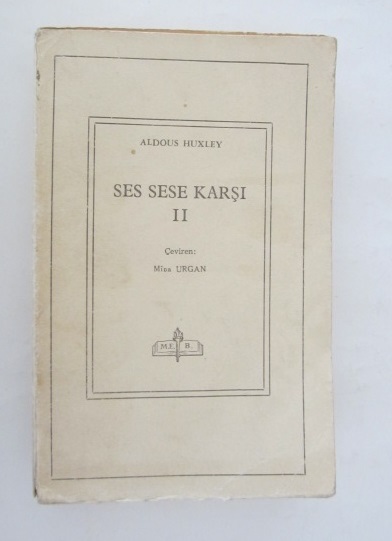 ALDOUS HUXLEY
SES SESE KARŞI
II
Çeviren:
Mîna URGAN
M.E. B.